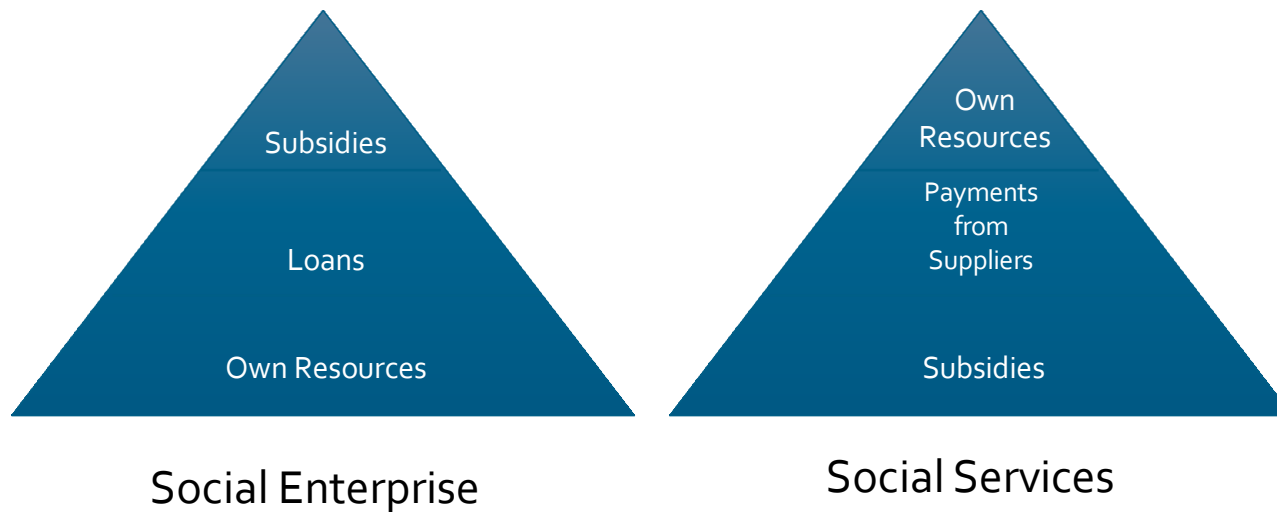 Subsidies
Loans
Own Resources
Social Enterprise
Own
Resources
Payments
from
Suppliers
Subsidies
Social Services